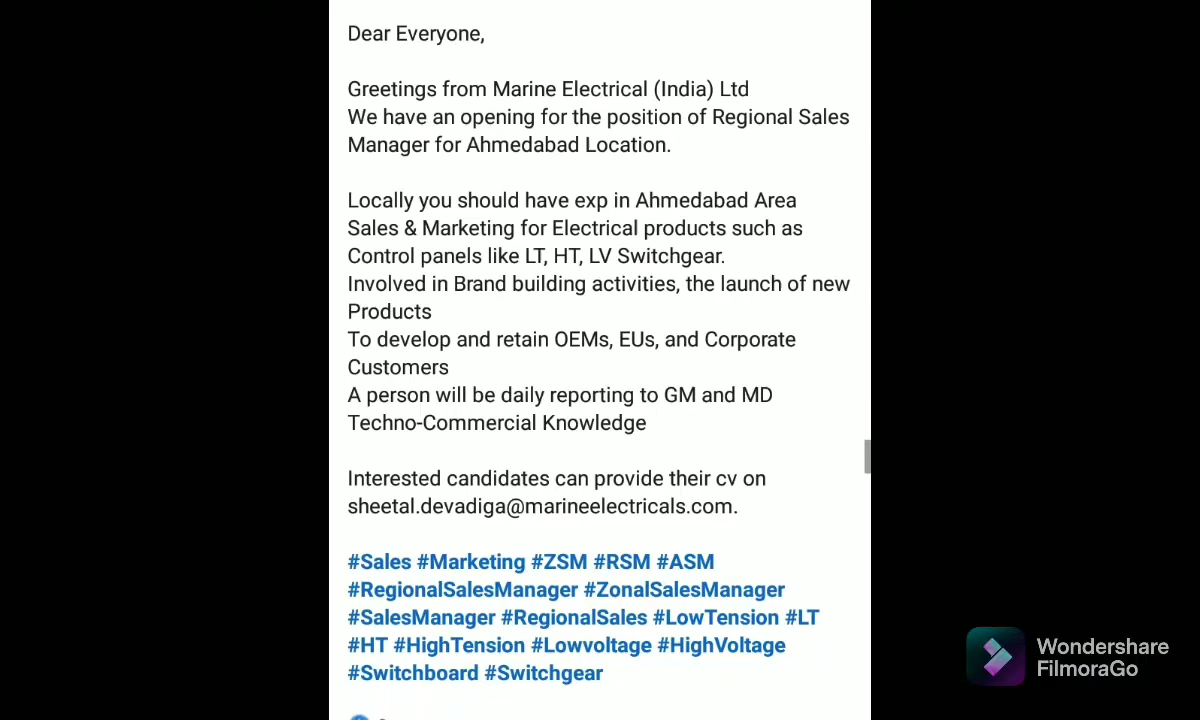 Dear Everyone,
Greetings from Marine Electrical (India) Ltd
We have an opening for the position of Regional Sales
Manager for Ahmedabad Location.
Locally you should have exp in Ahmedabad Area
Sales & Marketing for Electrical products such as
Control panels like LT, HT, LV Switchgear.
Involved in Brand building activities, the launch of new
Products
To develop and retain OEMs, EUs, and Corporate
Customers
A person will be daily reporting to GM and MD
Techno-Commercial Knowledge
Interested candidates can provide their cv on
sheetal.devadiga@marineelectricals.com.
#Sales #Marketing #ZSM #RSM #ASM
#RegionalSalesManager #ZonalSalesManager
#SalesManager #RegionalSales #LowTension #LT
#HT #HighTension #Lowvoltage #HighVoltage
#Switchboard #Switchgear
Wondershare
FilmoraGo